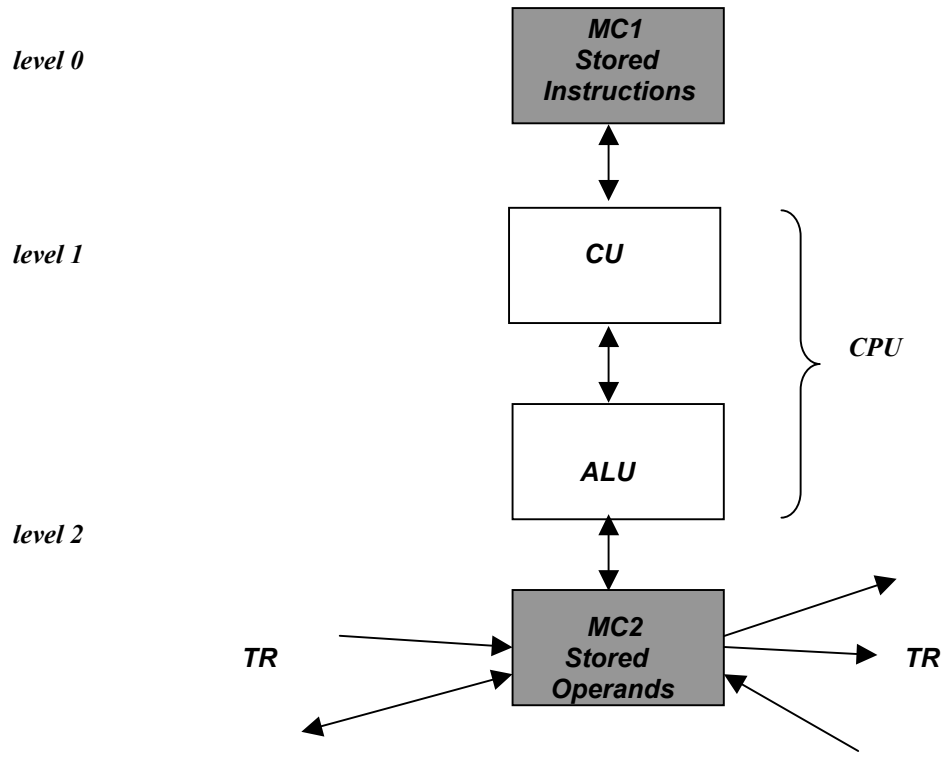 level 0
MC1
Stored
Instructions
level 1
CU
CPU
ALU
level 2
MC2
Stored
Operands
TR
TR